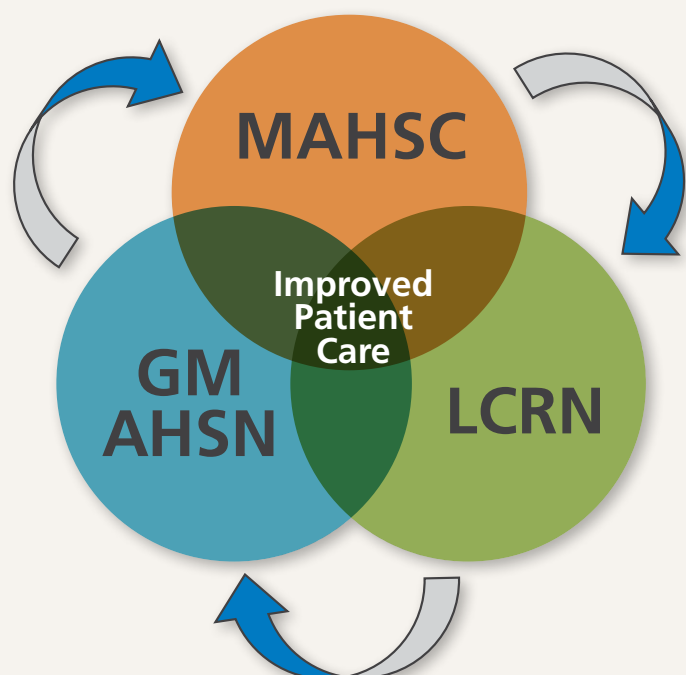 MAHSC
Improved
Patient
Care
GM
AHSN
LCRN